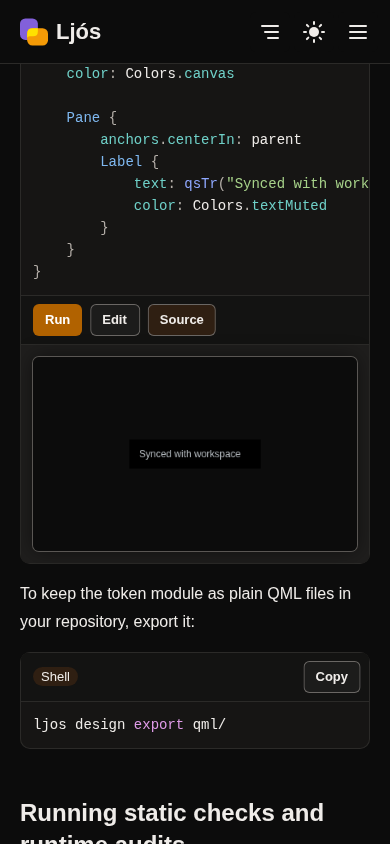 Ljós
color: Colors.canvas
Pane {
anchors.centerIn: parent
Label {
text: qsTr("Synced with work
color: Colors.textMuted
}
}
}
Run Edit Source
Synced with workspace
To keep the token module as plain QML files in
your repository, export it:
Shell Copy
ljos design export qml/
Running static checks and
runtime audits